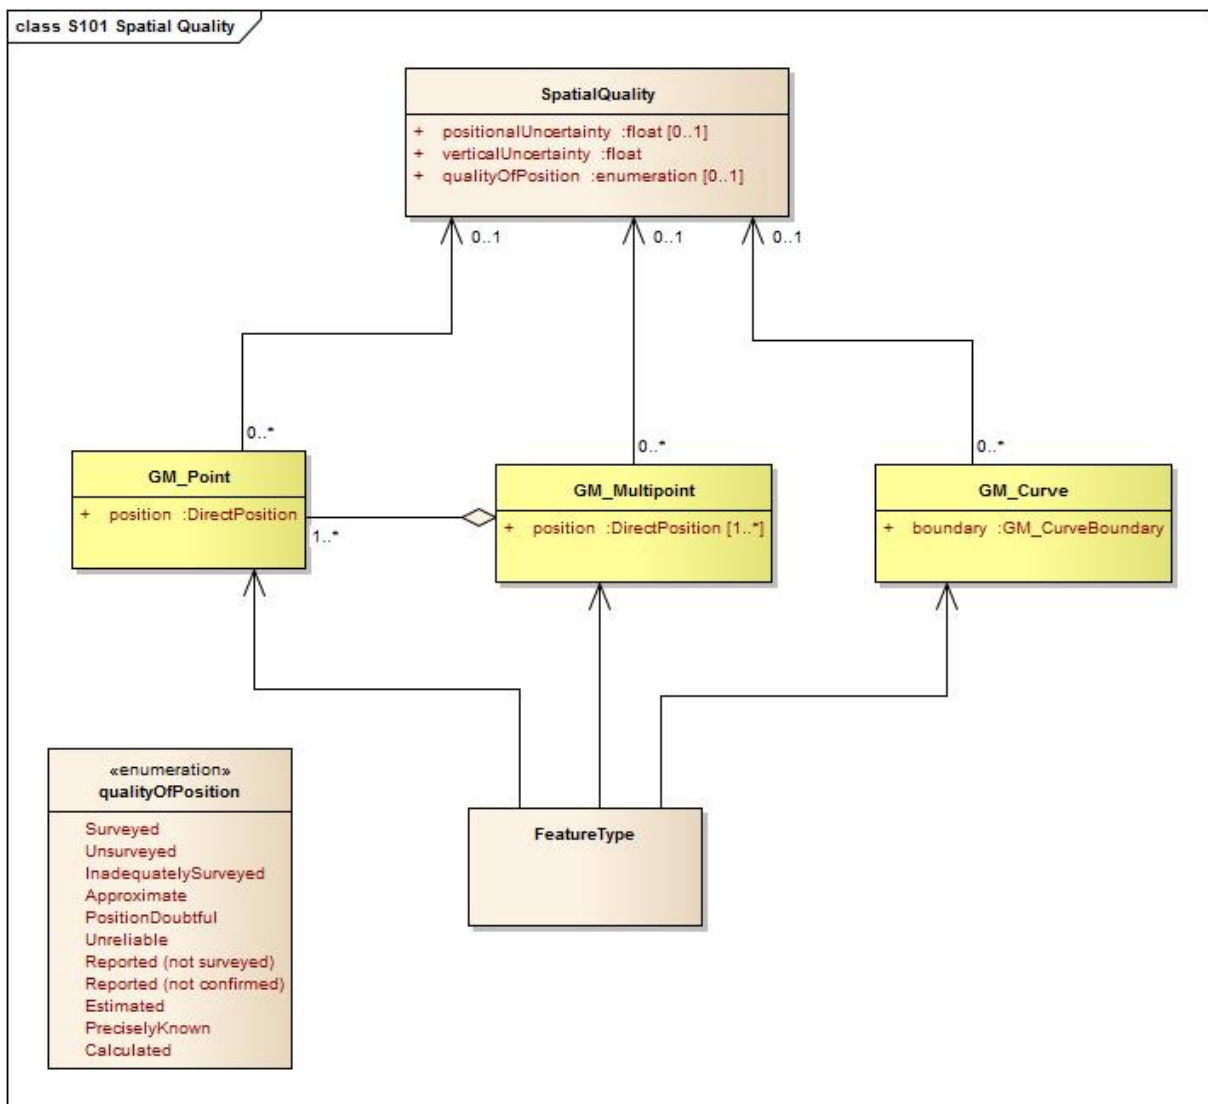 class S101 Spatial Quality
SpatialQuality
+ positionalUncertainty :float [0..1]
+ verticalUncertainty :float
+ qualityOfPosition :enumeration [0..1]
0..1
0..1
0..1
0..*
0..*
0..*
GM_Point
+ position :DirectPosition
1..*
GM_Multipoint
+ position :DirectPosition [1..*]
GM_Curve
+ boundary :GM_CurveBoundary
«enumeration»
qualityOfPosition
Surveyed
Unsurveyed
InadequatelySurveyed
Approximate
PositionDoubtful
Unreliable
Reported (not surveyed)
Reported (not confirmed)
Estimated
PreciselyKnown
Calculated
FeatureType